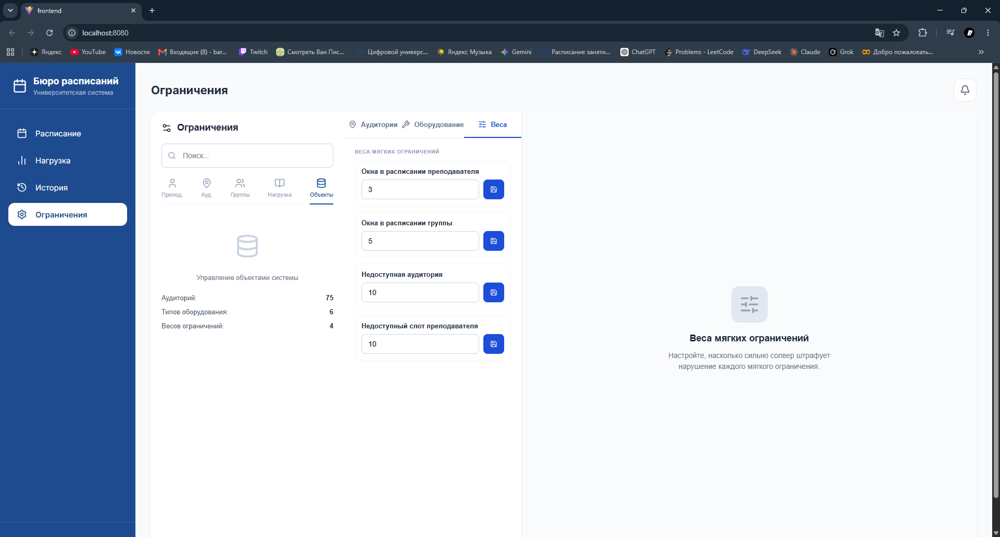 frontend
localhost:8080
Яндекс
YouTube
Новости
Входящие (8) - bar...
Twitch
Смотреть Ван Пис...
Цифровой универс...
Яндекс Музыка
Gemini
Расписание заняти...
ChatGPT
Problems - LeetCode
DeepSeek
Claude
Grok
Добро пожаловать...
Бюро расписаний
Университетская система
Расписание
Нагрузка
История
Ограничения
Ограничения
Ограничения
Поиск...
Препод.
Ауд.
Группы
Нагрузка
Объекты
Управление объектами системы
Аудиторий: 75
Типов оборудования: 6
Весов ограничений: 4
Аудитории
Оборудование
Веса
ВЕСА МЯГКИХ ОГРАНИЧЕНИЙ
Окна в расписании преподавателя
3
Окна в расписании группы
5
Недоступная аудитория
10
Недоступный слот преподавателя
10
Веса мягких ограничений
Настройте, насколько сильно солвер штрафует
нарушение каждого мягкого ограничения.